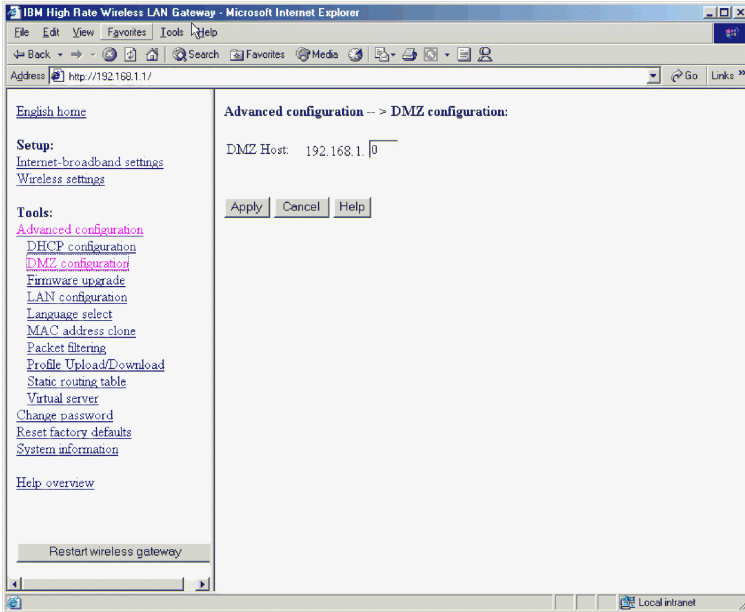 IBM High Rate Wireless LAN Gateway - Microsoft Internet Explorer
File Edit View Favorites Tools Help
Back Search Favorites Media
Address http://192.168.1.1/ Go Links »
English home
Setup:
Internet-broadband settings
Wireless settings
Tools:
Advanced configuration
DHCP configuration
DMZ configuration
Firmware upgrade
LAN configuration
Language select
MAC address clone
Packet filtering
Profile Upload/Download
Static routing table
Virtual server
Change password
Reset factory defaults
System information
Help overview
Restart wireless gateway
Advanced configuration -- > DMZ configuration:
DMZ Host: 192.168.1. 0
Apply Cancel Help
Local intranet